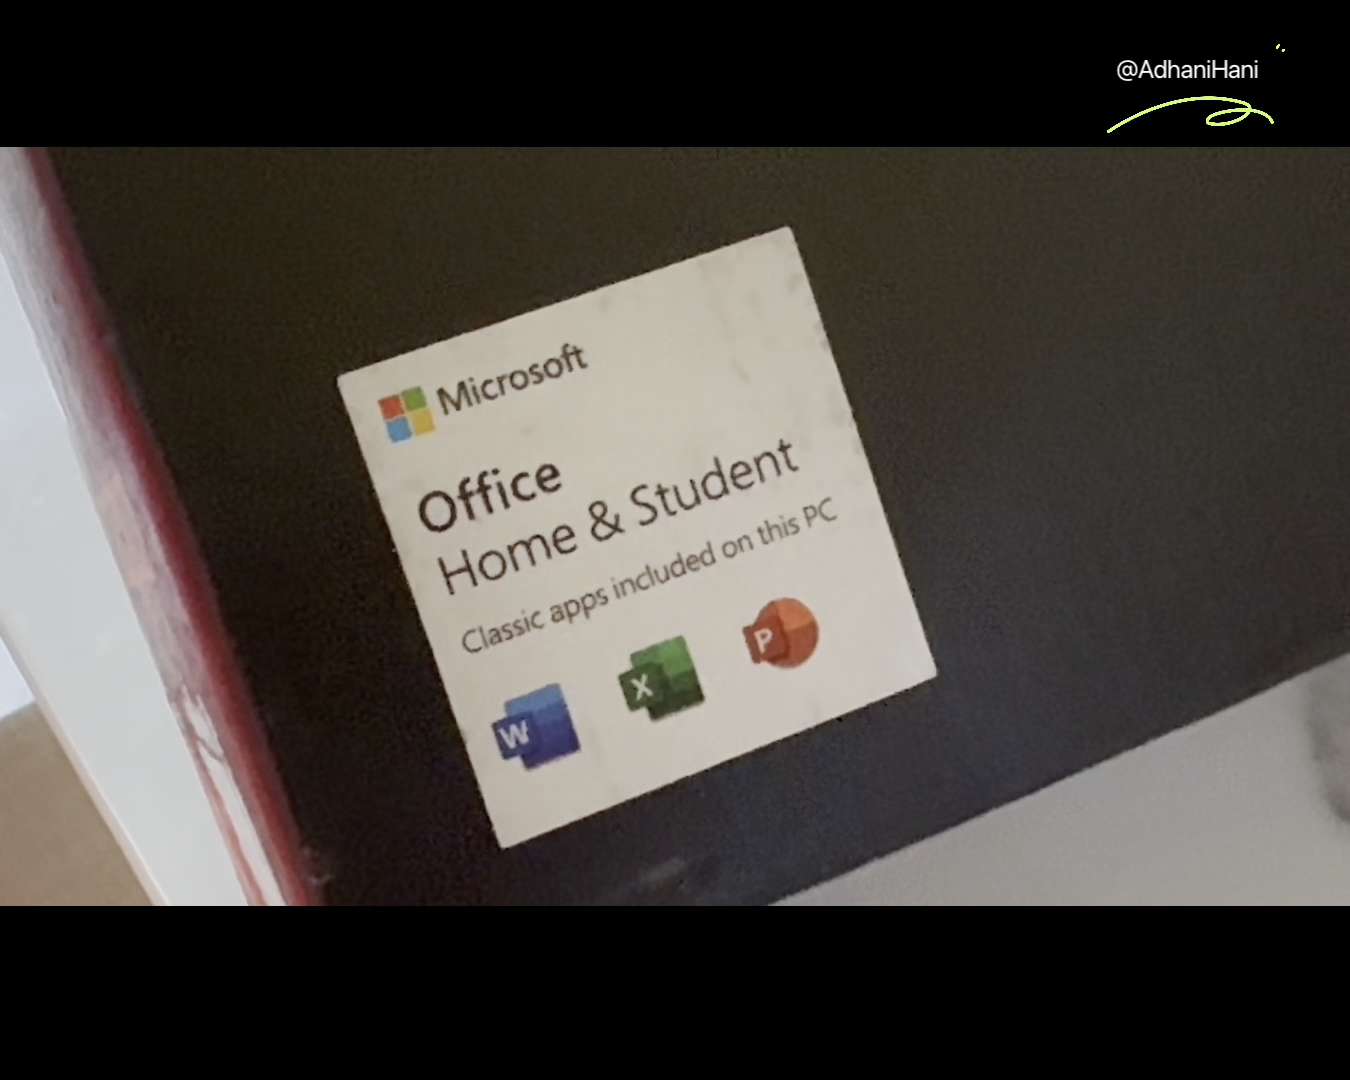 @AdhaniHani
Microsoft
Office
Home & Student
Classic apps included on this PC
W X P